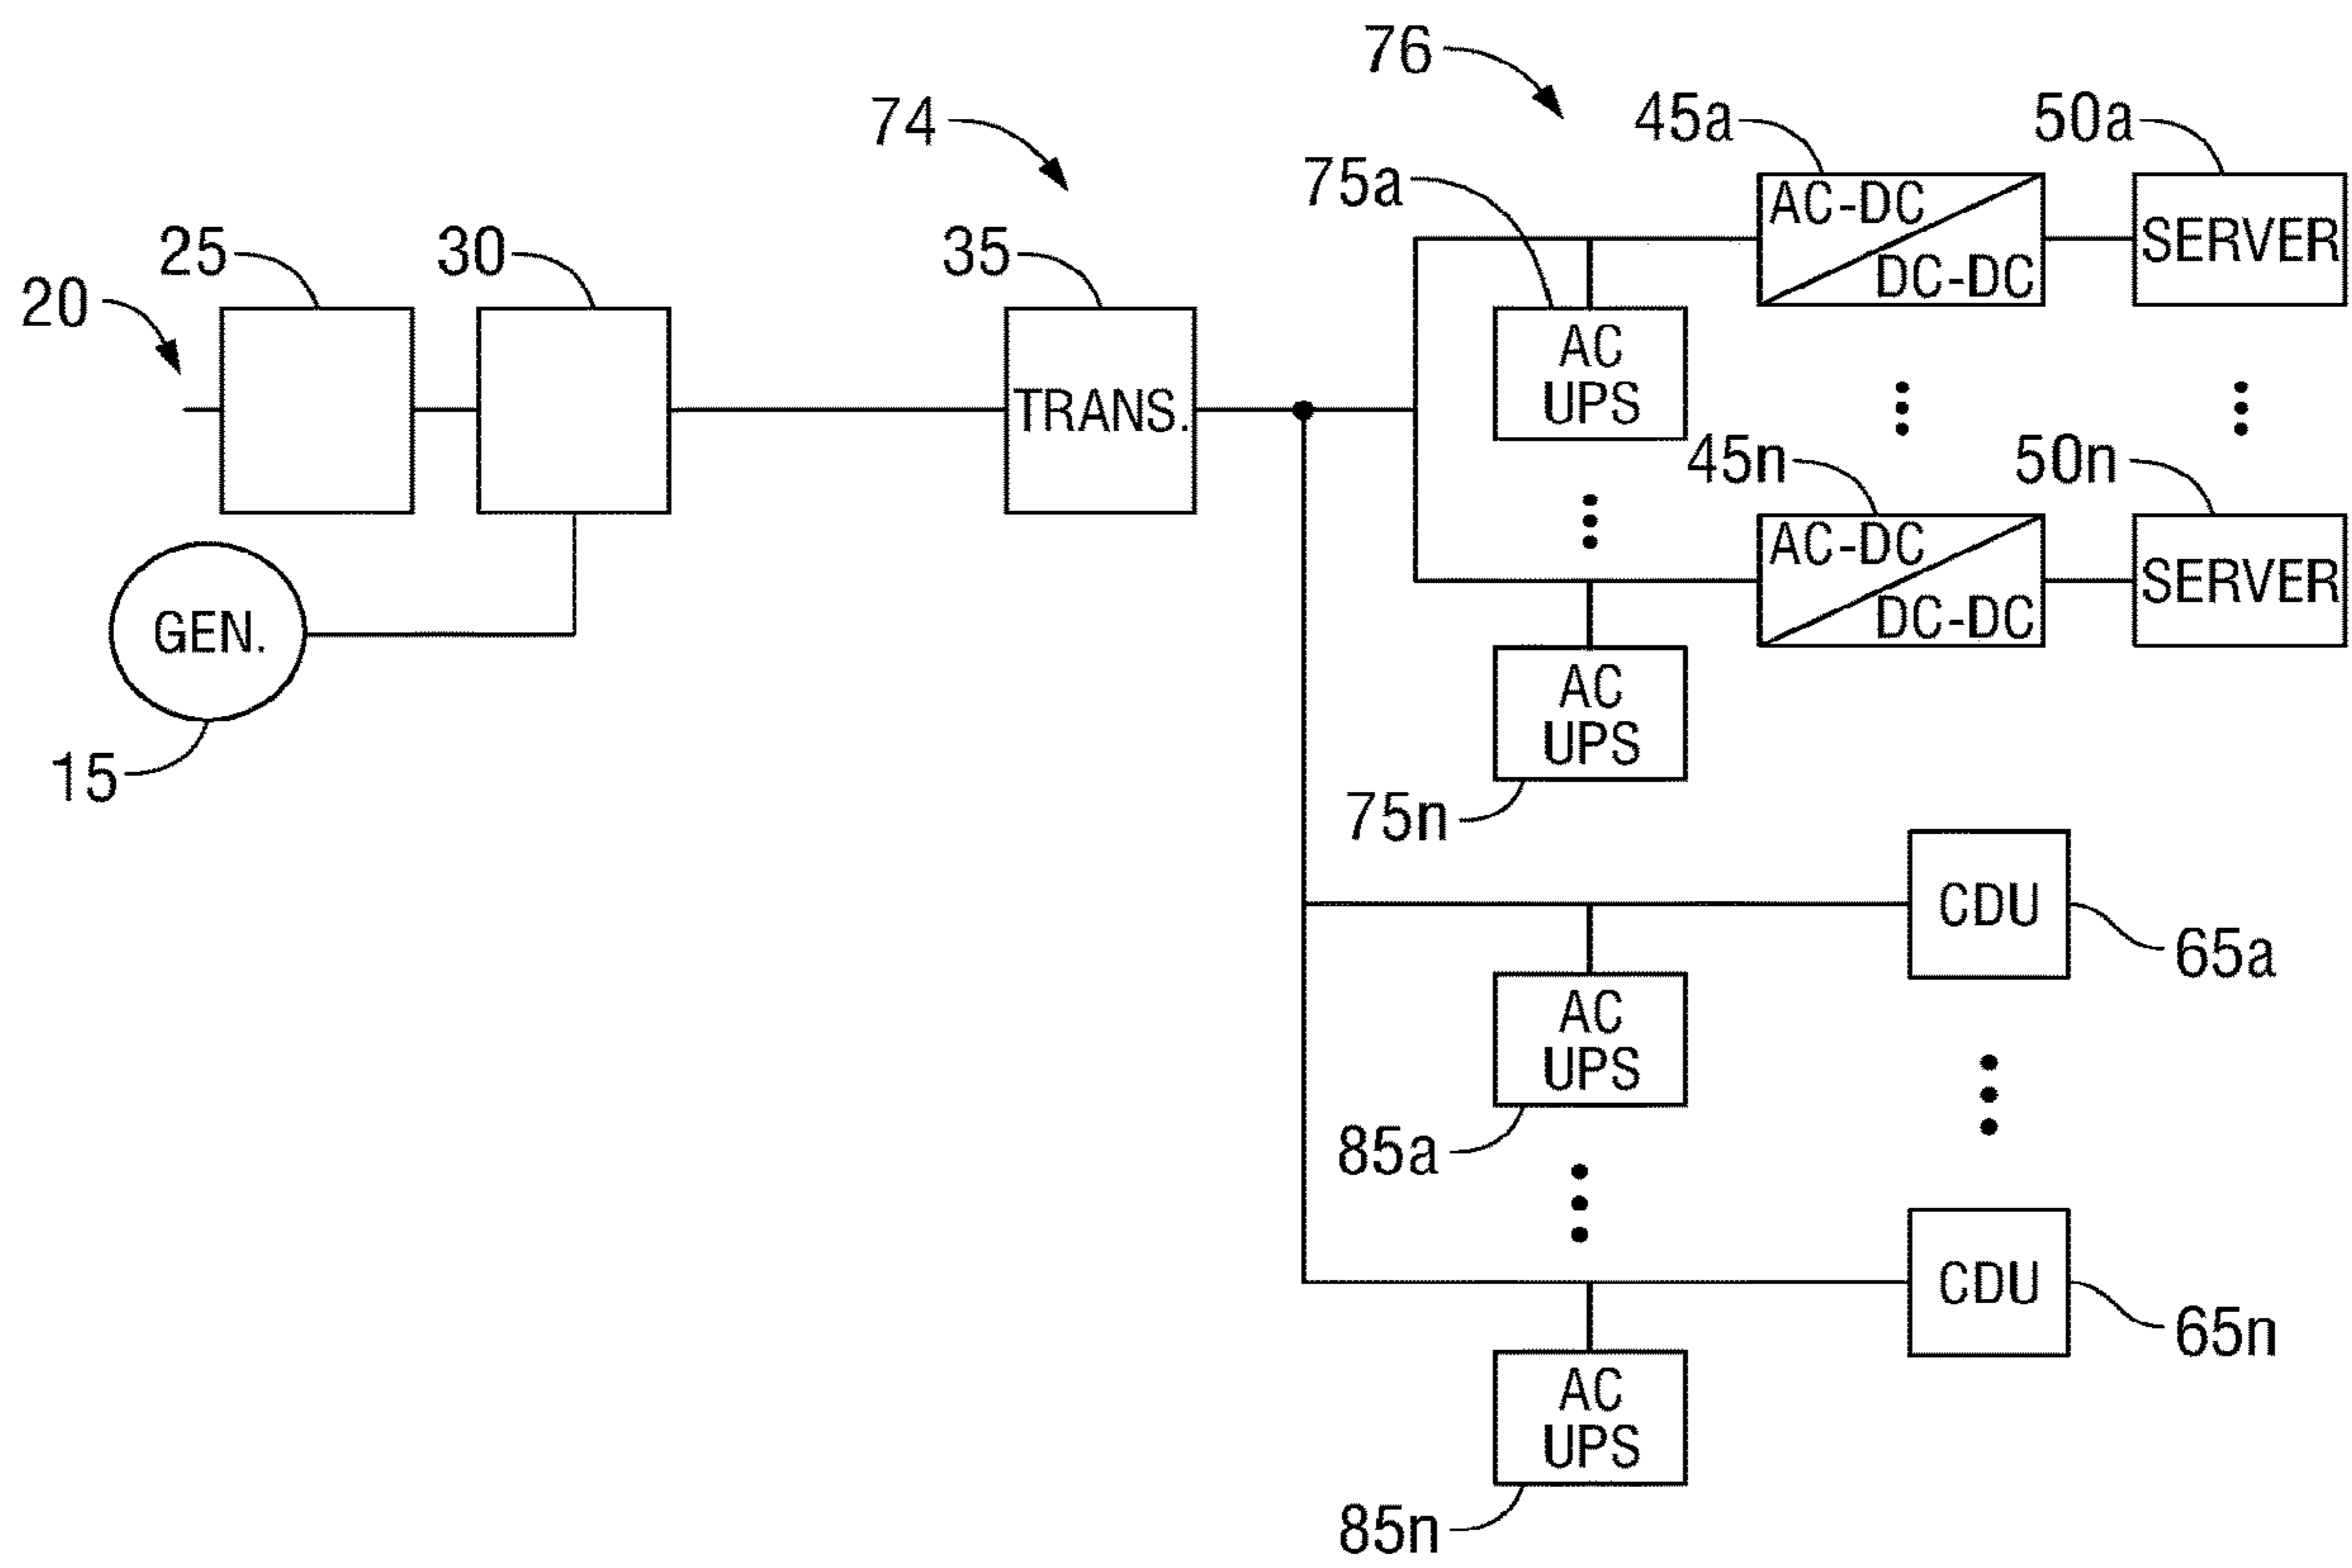 76
74
45a
50a
75a
AC-DC
DC-DC
SERVER
20
25
30
35
TRANS.
AC
UPS
45n
50n
AC-DC
DC-DC
SERVER
GEN.
15
AC
UPS
75n
CDU
65a
AC
UPS
85a
CDU
65n
AC
UPS
85n